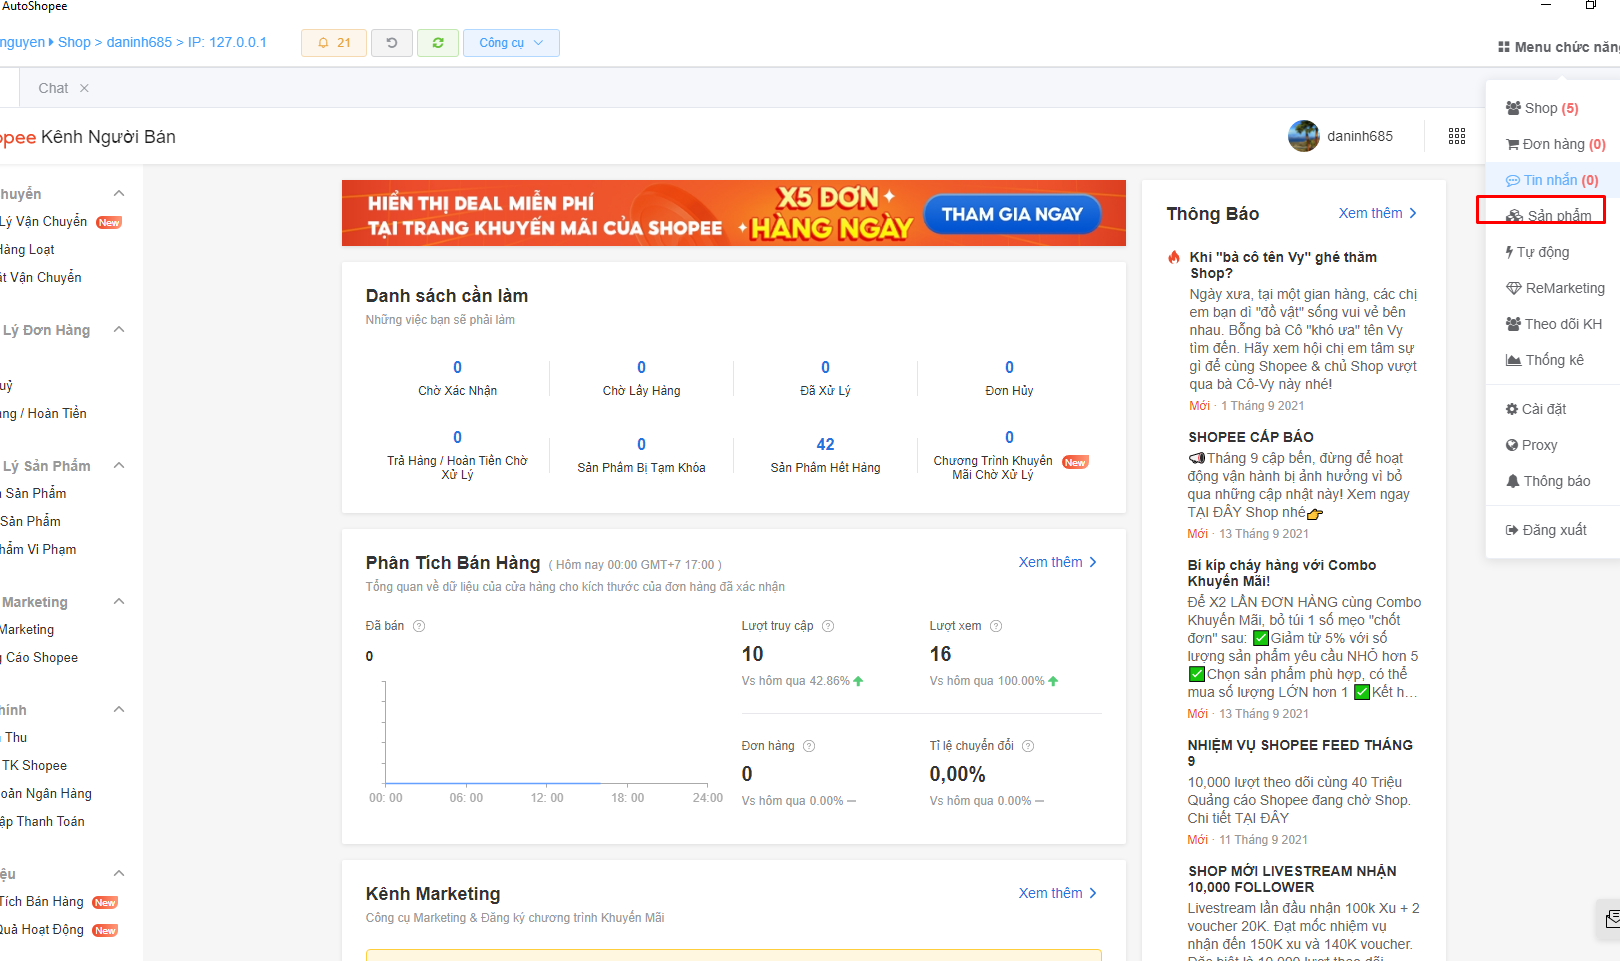 AutoShopee
nguyen Shop > daninh685 > IP: 127.0.0.1
21
Công cụ
Menu chức năng
Chat
opee Kênh Người Bán
daninh685
Shop (5)
Đơn hàng (0)
Tin nhắn (0)
Sản phẩm
Tự động
ReMarketing
Theo dõi KH
Thống kê
Cài đặt
Proxy
Thông báo
Đăng xuất
huyển
Lý Vận Chuyển New
Hàng Loạt
ặt Vận Chuyển
Lý Đơn Hàng
uỷ
ng / Hoàn Tiền
Lý Sản Phẩm
Sản Phẩm
Sản Phẩm
hẩm Vi Phạm
Marketing
Marketing
g Cáo Shopee
hính
Thu
TK Shopee
oản Ngân Hàng
ập Thanh Toán
ệu
Tích Bán Hàng New
Quả Hoạt Động New
HIỂN THỊ DEAL MIỄN PHÍ
TẠI TRANG KHUYẾN MÃI CỦA SHOPEE
X5 ĐƠN
HÀNG NGÀY
THAM GIA NGAY
Danh sách cần làm
Những việc bạn sẽ phải làm
0
Chờ Xác Nhận
0
Chờ Lấy Hàng
0
Đã Xử Lý
0
Đơn Hủy
0
Trả Hàng / Hoàn Tiền Chờ
Xử Lý
0
Sản Phẩm Bị Tạm Khóa
42
Sản Phẩm Hết Hàng
0
Chương Trình Khuyến
Mãi Chờ Xử Lý
New
Phân Tích Bán Hàng ( Hôm nay 00:00 GMT+7 17:00 )
Xem thêm
Tổng quan về dữ liệu của cửa hàng cho kích thước của đơn hàng đã xác nhận
Đã bán
0
00: 00 06: 00 12: 00 18: 00 24:00
Lượt truy cập
10
Vs hôm qua 42.86%
Lượt xem
16
Vs hôm qua 100.00%
Đơn hàng
0
Vs hôm qua 0.00%
Tỉ lệ chuyển đổi
0,00%
Vs hôm qua 0.00%
Kênh Marketing
Xem thêm
Công cụ Marketing & Đăng ký chương trình Khuyến Mãi
Thông Báo
Xem thêm
Khi "bà cô tên Vy" ghé thăm
Shop?
Ngày xưa, tại một gian hàng, các chị
em bạn dì "đồ vật" sống vui vẻ bên
nhau. Bỗng bà Cô "khó ưa" tên Vy
tìm đến. Hãy xem hội chị em tâm sự
gì để cùng Shopee & chủ Shop vượt
qua bà Cô-Vy này nhé!
Mới · 1 Tháng 9 2021
SHOPEE CẤP BÁO
📢Tháng 9 cập bến, đừng để hoạt
động vận hành bị ảnh hưởng vì bỏ
qua những cập nhật này! Xem ngay
TẠI ĐÂY Shop nhé👉
Mới · 13 Tháng 9 2021
Bí kíp cháy hàng với Combo
Khuyến Mãi!
Để X2 LẦN ĐƠN HÀNG cùng Combo
Khuyến Mãi, bỏ túi 1 số mẹo "chốt
đơn" sau: ✅Giảm từ 5% với số
lượng sản phẩm yêu cầu NHỎ hơn 5
✅Chọn sản phẩm phù hợp, có thể
mua số lượng LỚN hơn 1 ✅Kết h...
Mới · 13 Tháng 9 2021
NHIỆM VỤ SHOPEE FEED THÁNG
9
10,000 lượt theo dõi cùng 40 Triệu
Quảng cáo Shopee đang chờ Shop.
Chi tiết TẠI ĐÂY
Mới · 11 Tháng 9 2021
SHOP MỚI LIVESTREAM NHẬN
10,000 FOLLOWER
Livestream lần đầu nhận 100k Xu + 2
voucher 20K. Đạt mốc nhiệm vụ
nhận đến 150K xu và 140K voucher.
Đặc biệt là 10,000 lượt theo dõi